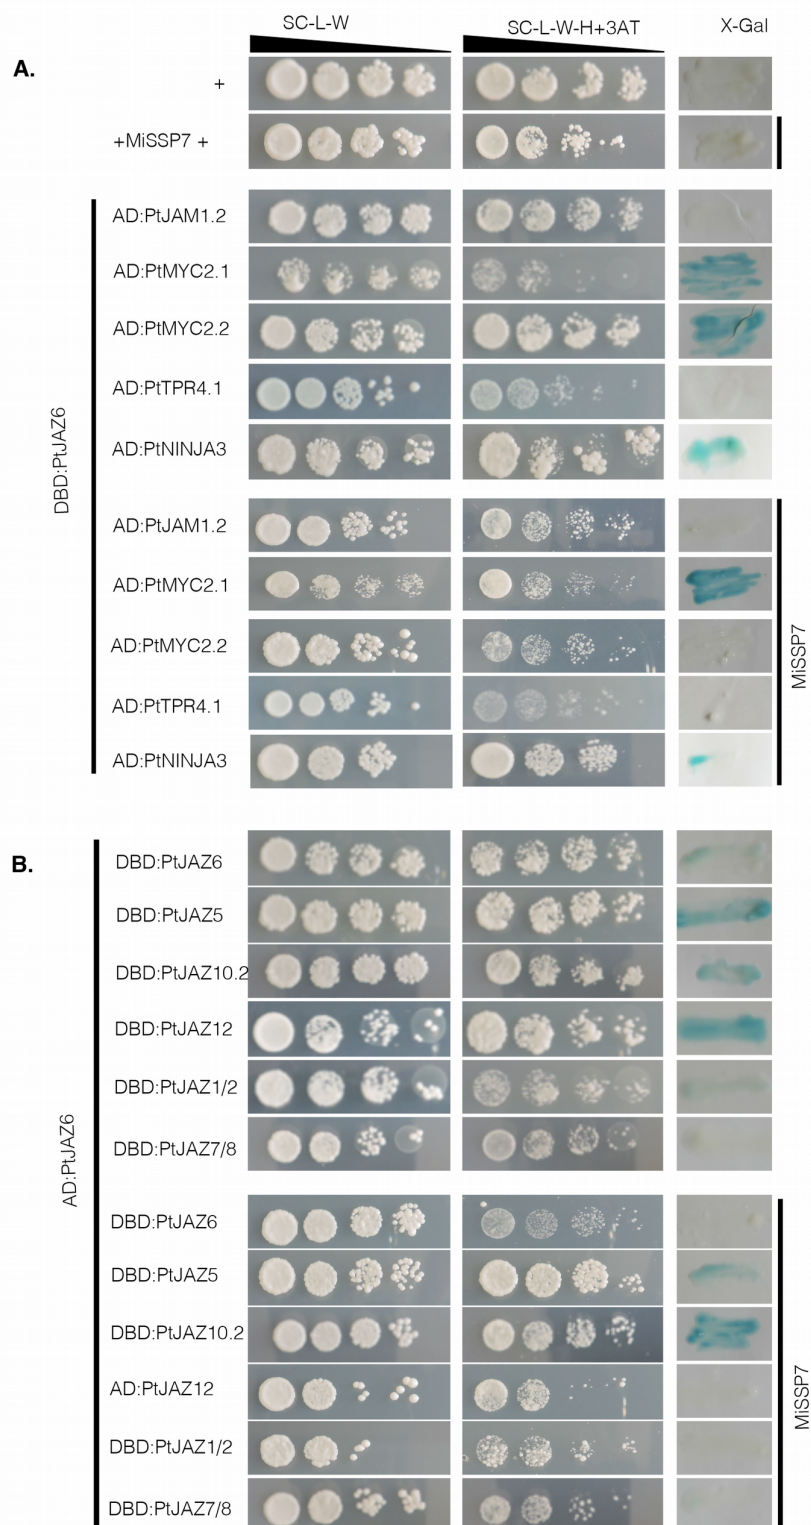 SC-L-W
SC-L-W-H+3AT
X-Gal
A.
+
+MiSSP7 +
DBD:PtJAZ6
AD:PtJAM1.2
AD:PtMYC2.1
AD:PtMYC2.2
AD:PtTPR4.1
AD:PtNINJA3
AD:PtJAM1.2
AD:PtMYC2.1
AD:PtMYC2.2
AD:PtTPR4.1
AD:PtNINJA3
MiSSP7
B.
AD:PtJAZ6
DBD:PtJAZ6
DBD:PtJAZ5
DBD:PtJAZ10.2
DBD:PtJAZ12
DBD:PtJAZ1/2
DBD:PtJAZ7/8
DBD:PtJAZ6
DBD:PtJAZ5
DBD:PtJAZ10.2
AD:PtJAZ12
DBD:PtJAZ1/2
DBD:PtJAZ7/8
MiSSP7